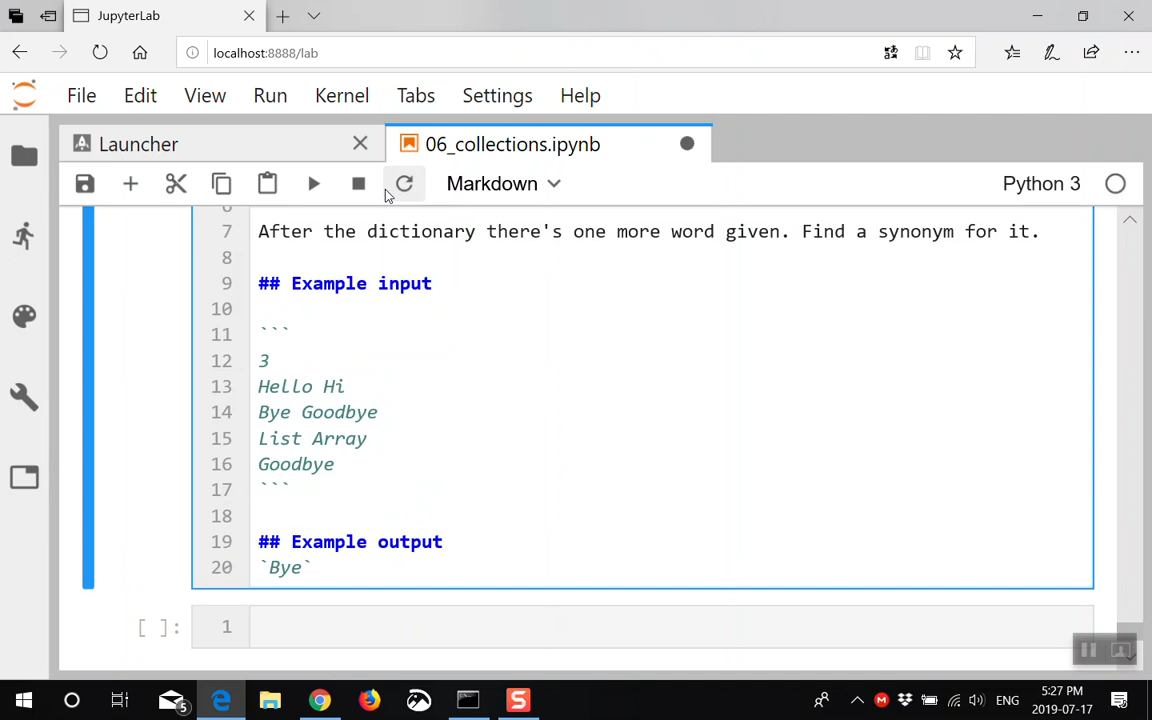 JupyterLab
localhost:8888/lab
File Edit View Run Kernel Tabs Settings Help
Launcher
06_collections.ipynb
Markdown
Python 3
6
7 After the dictionary there's one more word given. Find a synonym for it.
8
9 ## Example input
10
11 ```
12 3
13 Hello Hi
14 Bye Goodbye
15 List Array
16 Goodbye
17 ```
18
19 ## Example output
20 `Bye`
[ ]: 1
5
S
M
ENG
5:27 PM
2019-07-17